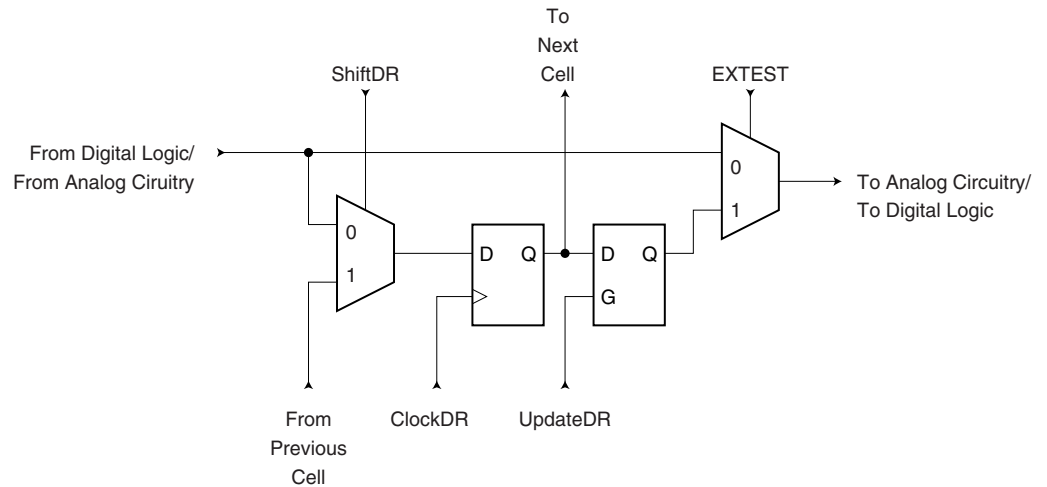 To
Next
Cell
ShiftDR
EXTEST
From Digital Logic/
From Analog Ciruitry
0
1
0
1
D Q
D Q
G
To Analog Circuitry/
To Digital Logic
From
Previous
Cell
ClockDR
UpdateDR